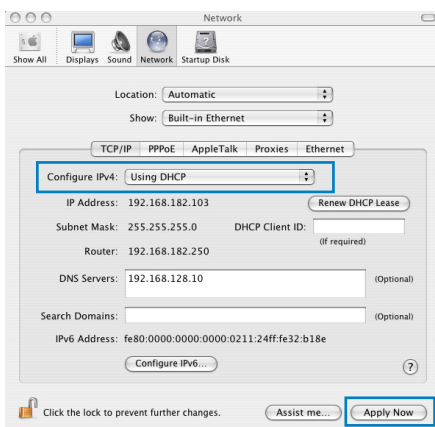 Network
Show All Displays Sound Network Startup Disk
Location: Automatic
Show: Built-in Ethernet
TCP/IP PPPoE AppleTalk Proxies Ethernet
Configure IPv4: Using DHCP
IP Address: 192.168.182.103 Renew DHCP Lease
Subnet Mask: 255.255.255.0 DHCP Client ID:
(If required)
Router: 192.168.182.250
DNS Servers: 192.168.128.10 (Optional)
Search Domains: (Optional)
IPv6 Address: fe80:0000:0000:0000:0211:24ff:fe32:b18e
Configure IPv6... ?
Click the lock to prevent further changes. Assist me... Apply Now